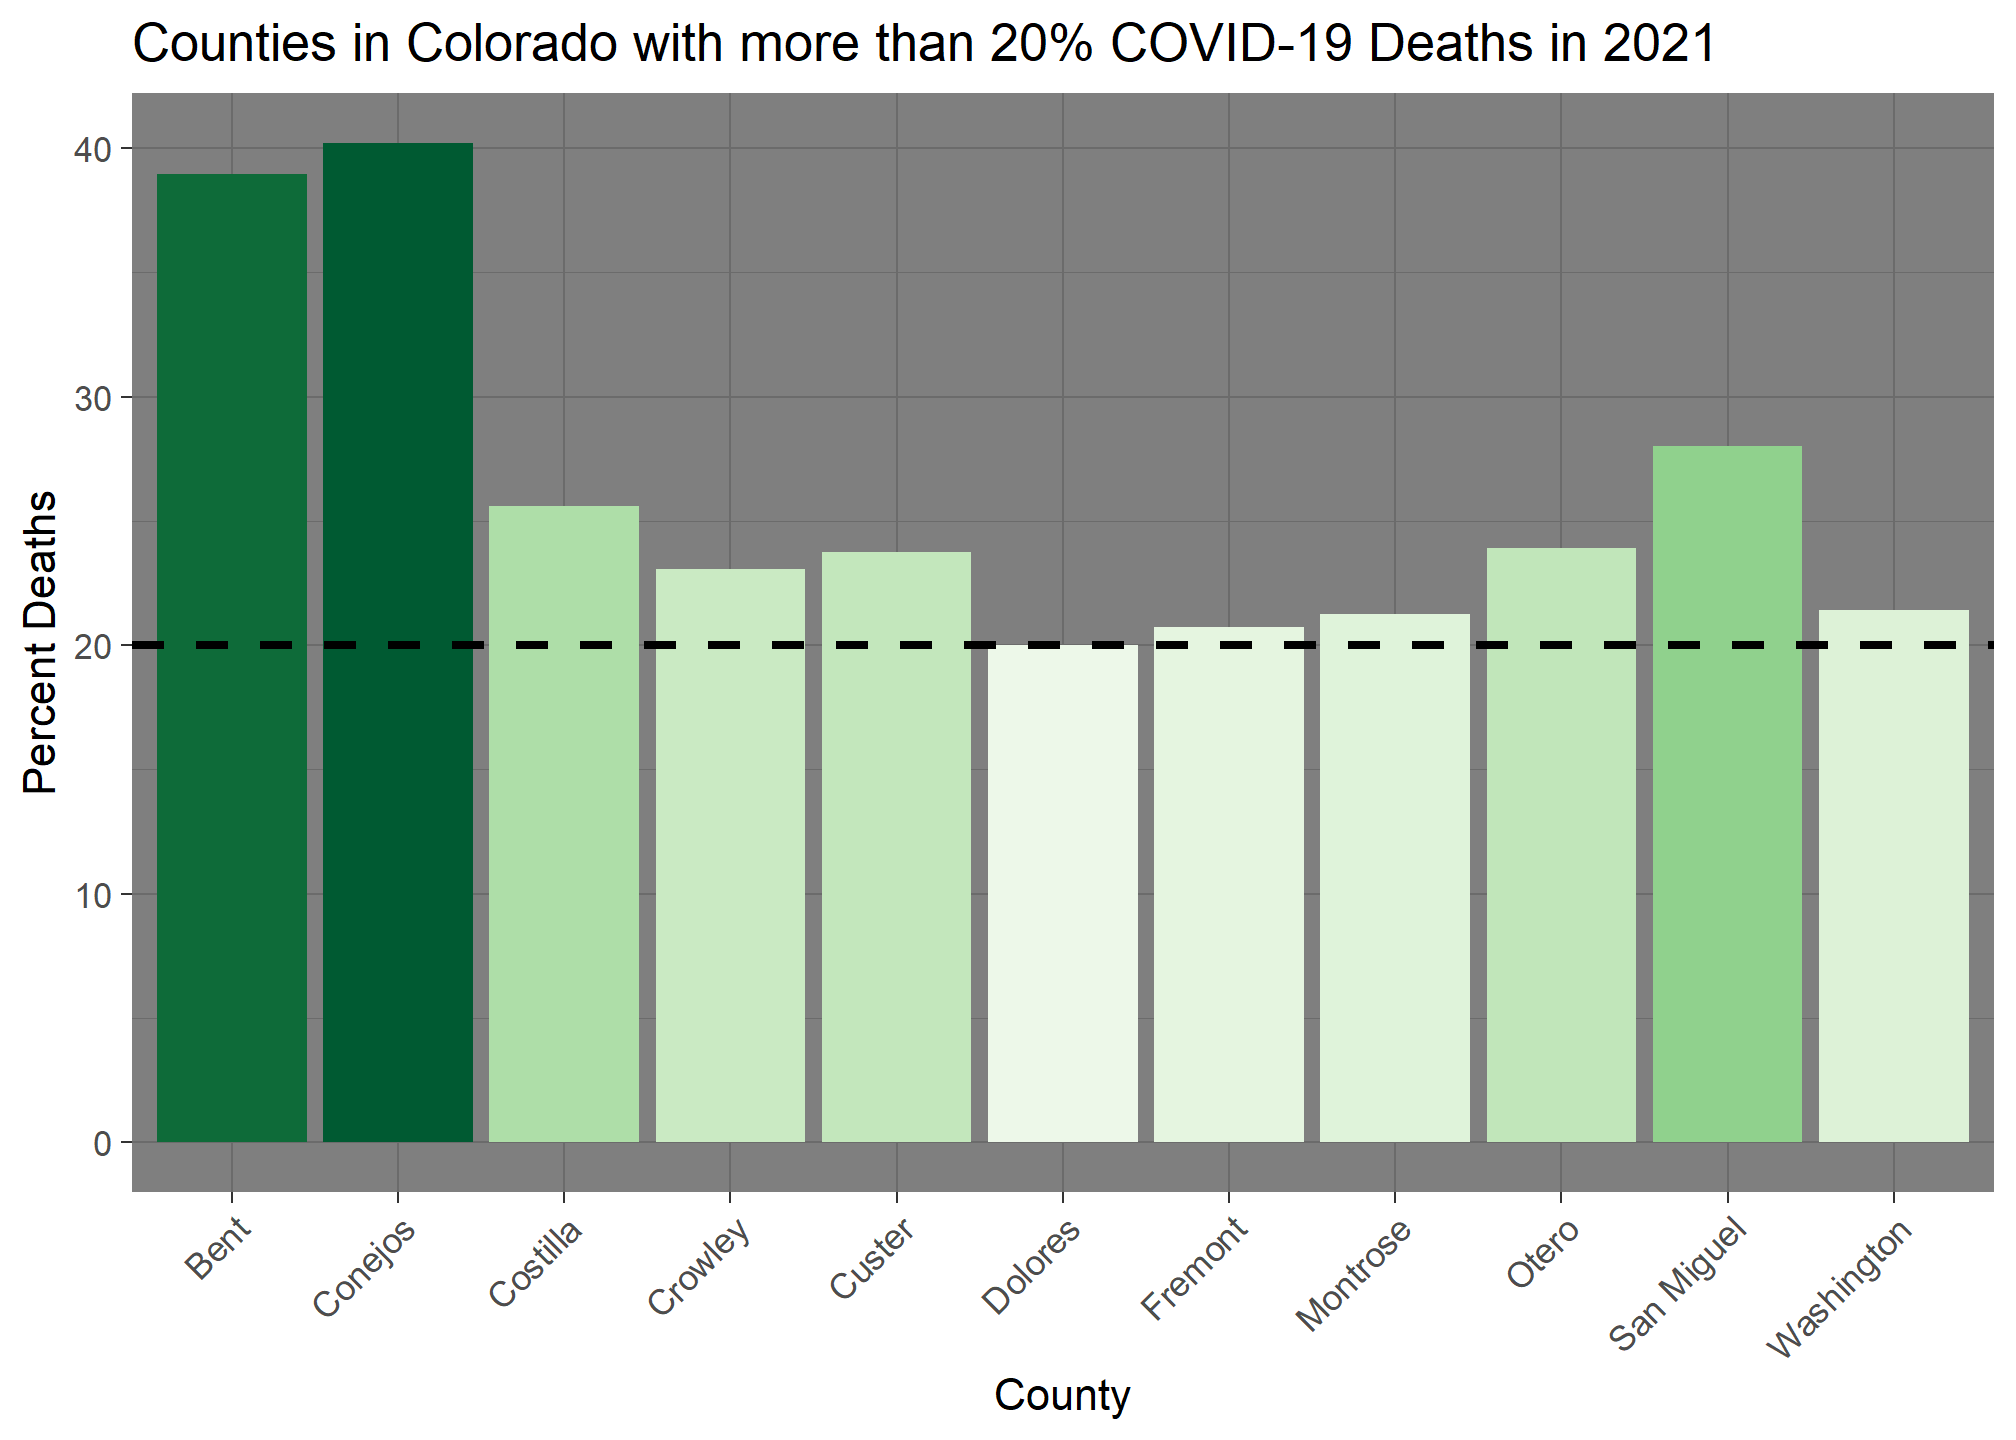 Counties in Colorado with more than 20% COVID-19 Deaths in 2021
Percent Deaths
40
30
20
10
0
Bent
Conejos
Costilla
Crowley
Custer
Dolores
Fremont
Montrose
Otero
San Miguel
Washington
County